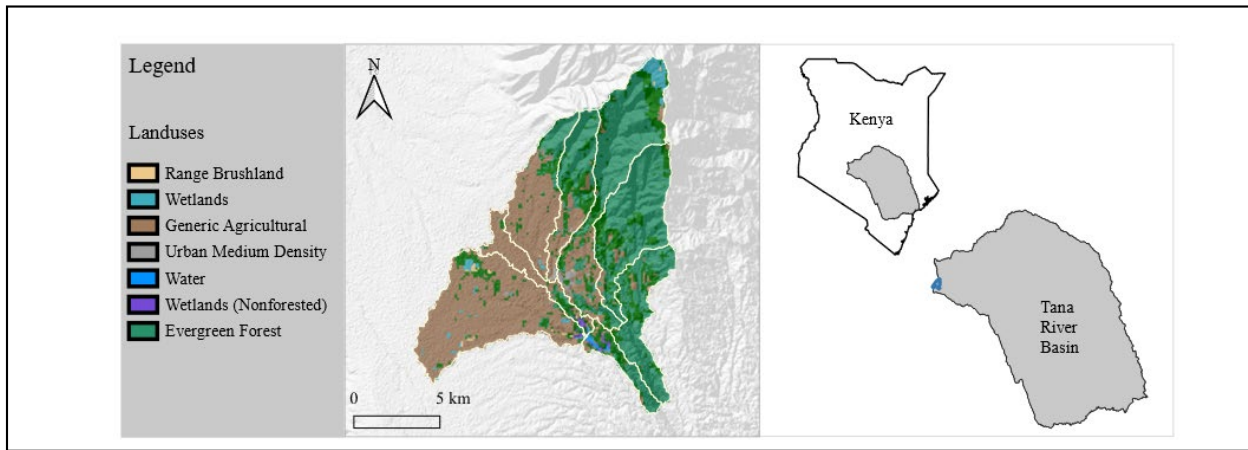 Legend
Landuses
Range Brushland
Wetlands
Generic Agricultural
Urban Medium Density
Water
Wetlands (Nonforested)
Evergreen Forest
N
0
5 km
Kenya
Tana
River
Basin